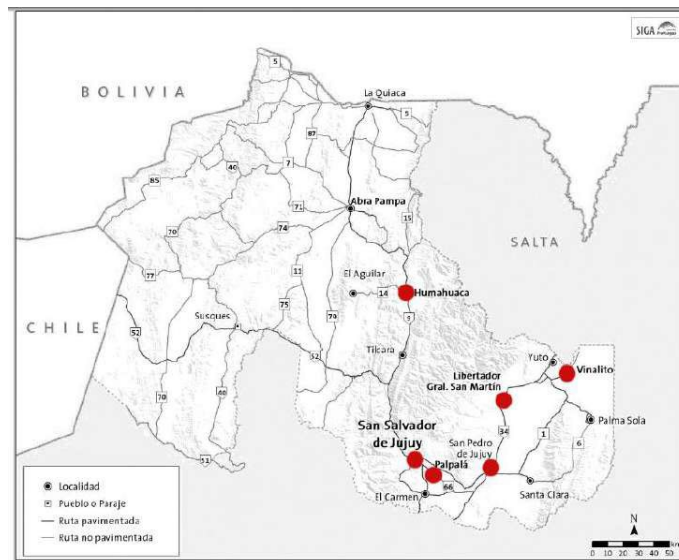 SIGA
BOLIVIA
5
La Quiaca
5
87
7
46
85
Abra Pampa
71
15
70
74
SALTA
77
11
El Aguilar
14
Humahuaca
75
79
9
CHILE
Susques
52
52
Tilcara
Yuto
Vinalito
Libertador
Gral. San Martín
70
Palma Sola
San Salvador
de Jujuy
34
1
6
San Pedro
de Jujuy
51
Palpalá
66
Santa Clara
El Carmen
Localidad
Pueblo o Paraje
Ruta pavimentada
Ruta no pavimentada
N
0 10 20 30 40 50 km